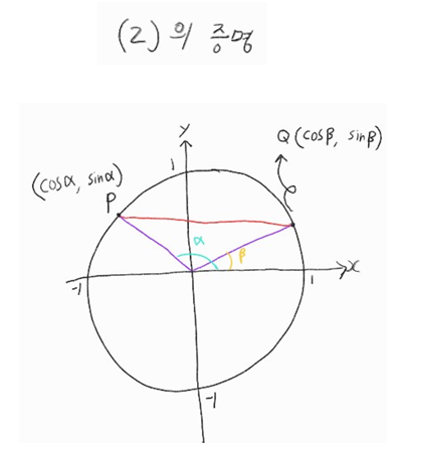 (2) 의 증명
y
Q (cosβ, sinβ)
1
(cosα, sinα)
P
α
β
x
-1
1
-1